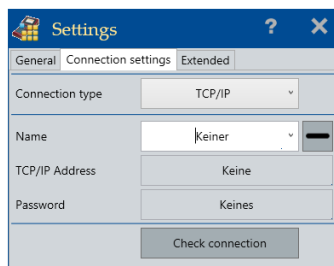 Settings ?
General Connection settings Extended
Connection type TCP/IP
Name Keiner
TCP/IP Address Keine
Password Keines
Check connection